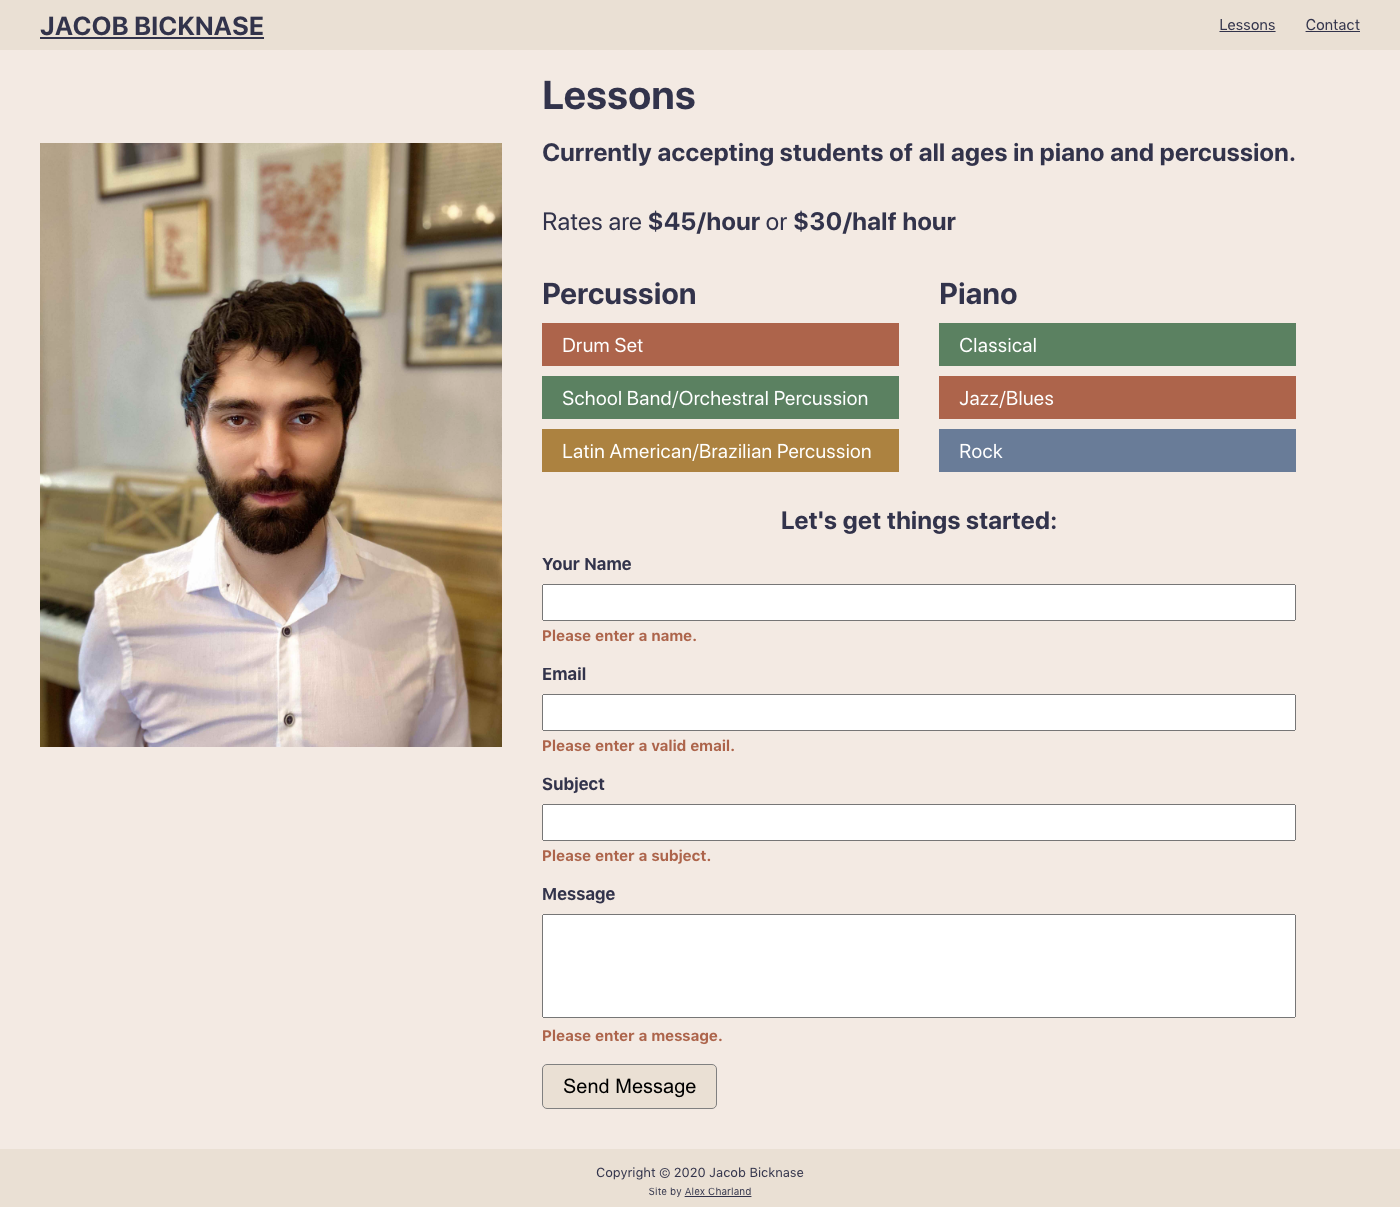 JACOB BICKNASE
Lessons
Contact
Lessons
Currently accepting students of all ages in piano and percussion.
Rates are $45/hour or $30/half hour
Percussion
Drum Set
School Band/Orchestral Percussion
Latin American/Brazilian Percussion
Piano
Classical
Jazz/Blues
Rock
Let's get things started:
Your Name
Please enter a name.
Email
Please enter a valid email.
Subject
Please enter a subject.
Message
Please enter a message.
Send Message
Copyright © 2020 Jacob Bicknase
Site by Alex Charland